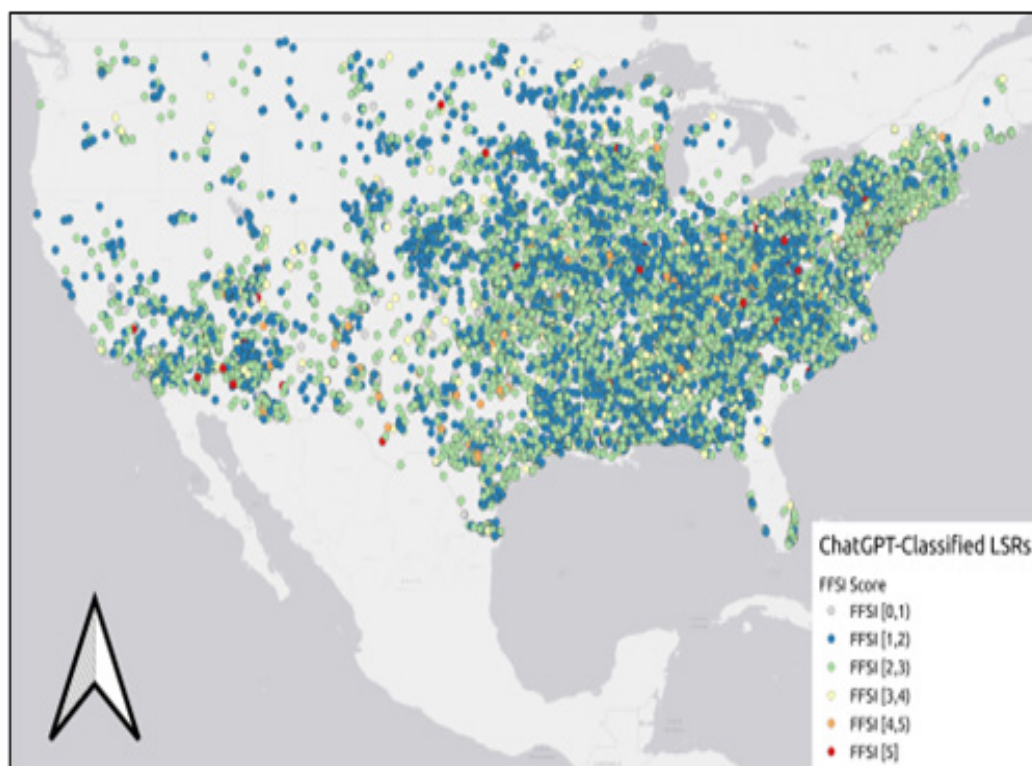 ChatGPT-Classified LSRs
FFSI Score
FFSI [0,1)
FFSI [1,2)
FFSI [2,3)
FFSI [3,4)
FFSI [4,5)
FFSI [5]